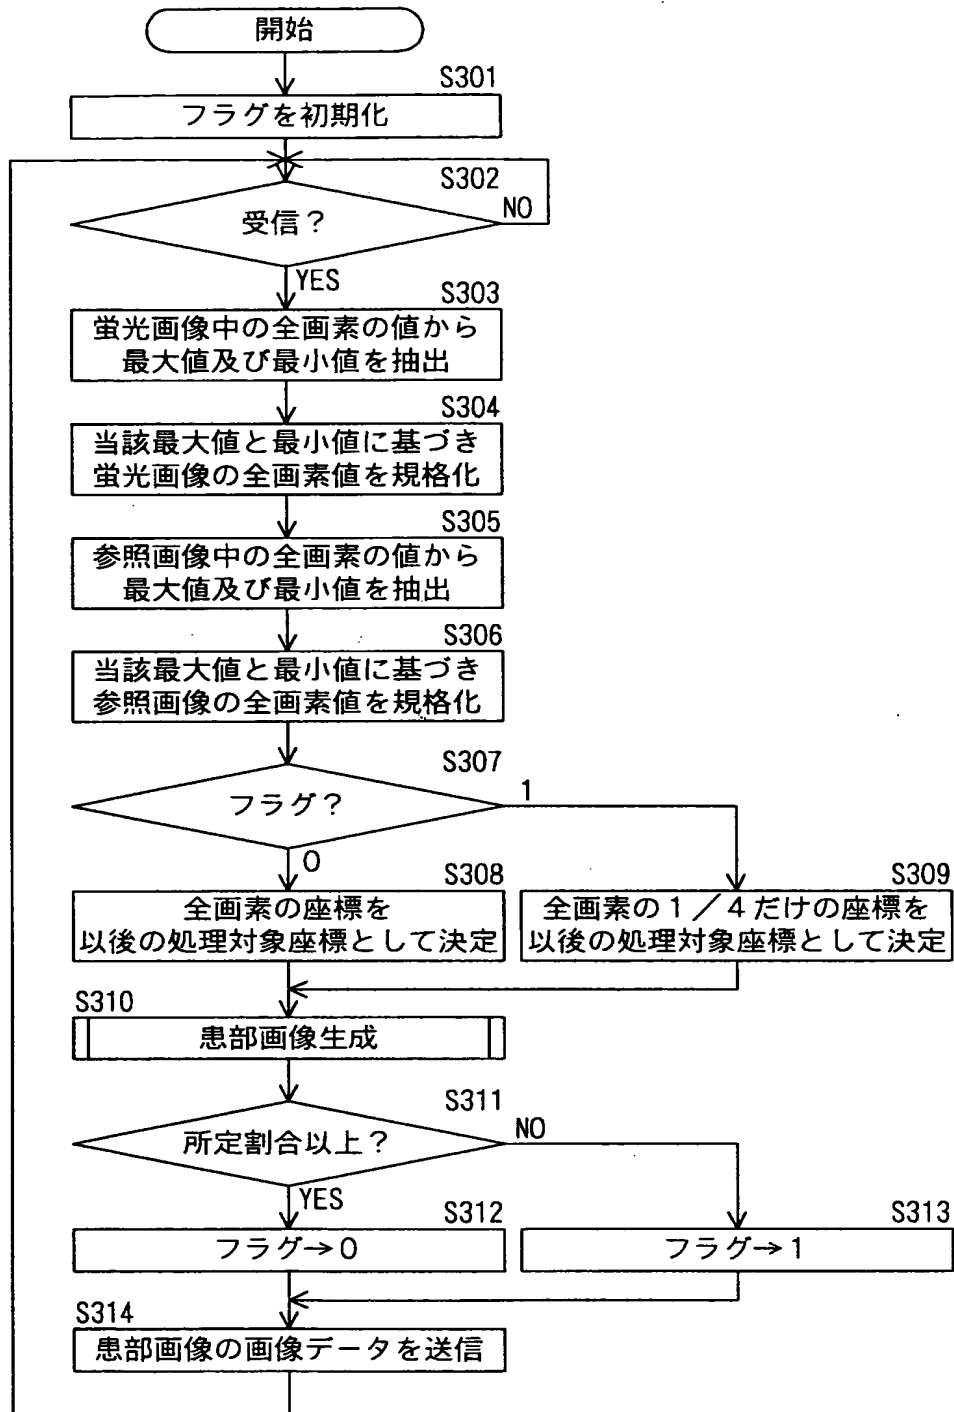 開始
S301
フラグを初期化
S302
受信？
NO
YES
S303
蛍光画像中の全画素の値から
最大値及び最小値を抽出
S304
当該最大値と最小値に基づき
蛍光画像の全画素値を規格化
S305
参照画像中の全画素の値から
最大値及び最小値を抽出
S306
当該最大値と最小値に基づき
参照画像の全画素値を規格化
S307
フラグ？
1
0
S308
全画素の座標を
以後の処理対象座標として決定
S309
全画素の１／４だけの座標を
以後の処理対象座標として決定
S310
患部画像生成
S311
所定割合以上？
NO
YES
S312
フラグ→０
S313
フラグ→１
S314
患部画像の画像データを送信